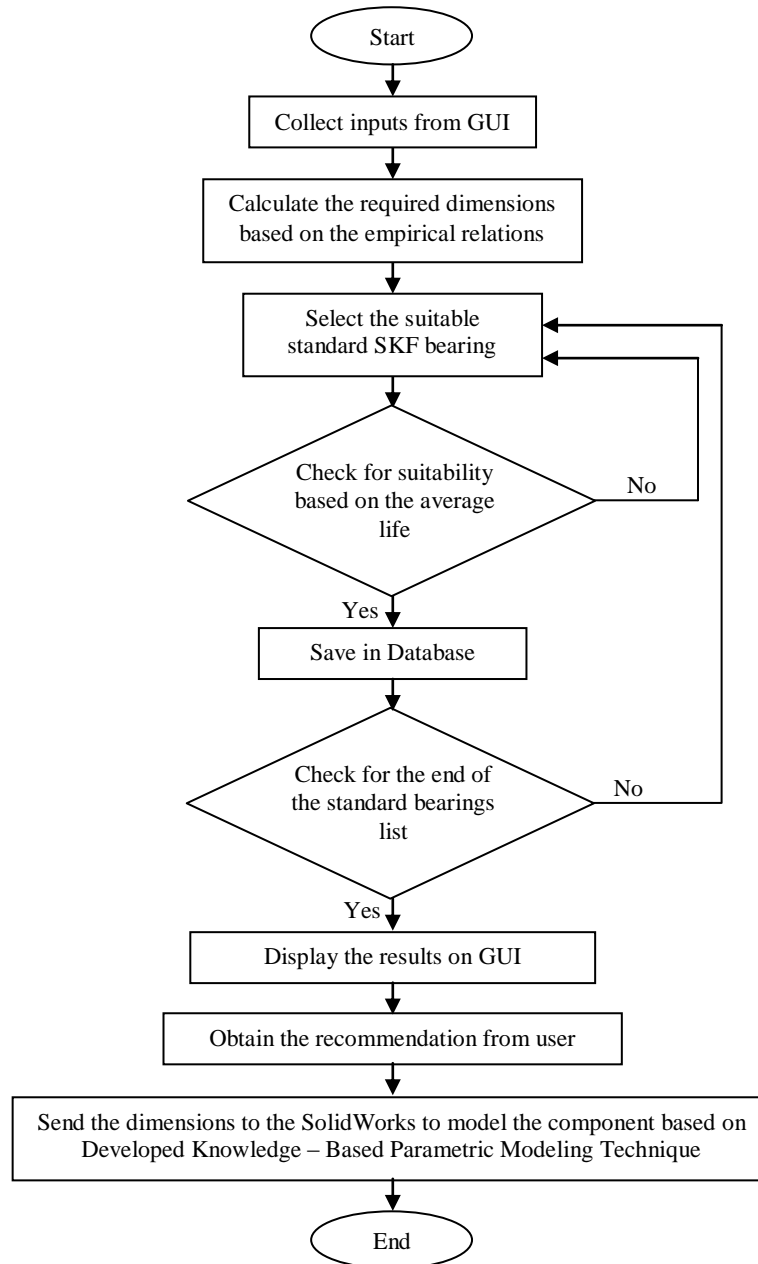 Start
Collect inputs from GUI
Calculate the required dimensions
based on the empirical relations
Select the suitable
standard SKF bearing
Check for suitability
based on the average
life
No
Yes
Save in Database
Check for the end of
the standard bearings
list
No
Yes
Display the results on GUI
Obtain the recommendation from user
Send the dimensions to the SolidWorks to model the component based on
Developed Knowledge – Based Parametric Modeling Technique
End